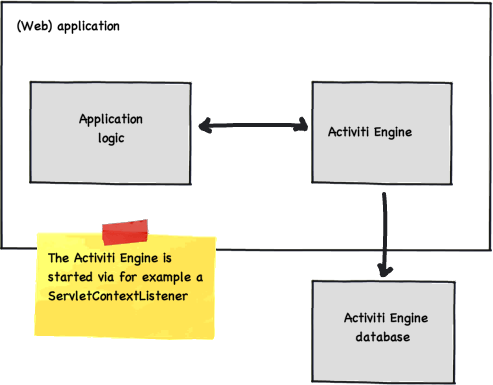 (Web) application
Application
logic
Activiti Engine
The Activiti Engine is
started via for example a
ServletContextListener
Activiti Engine
database